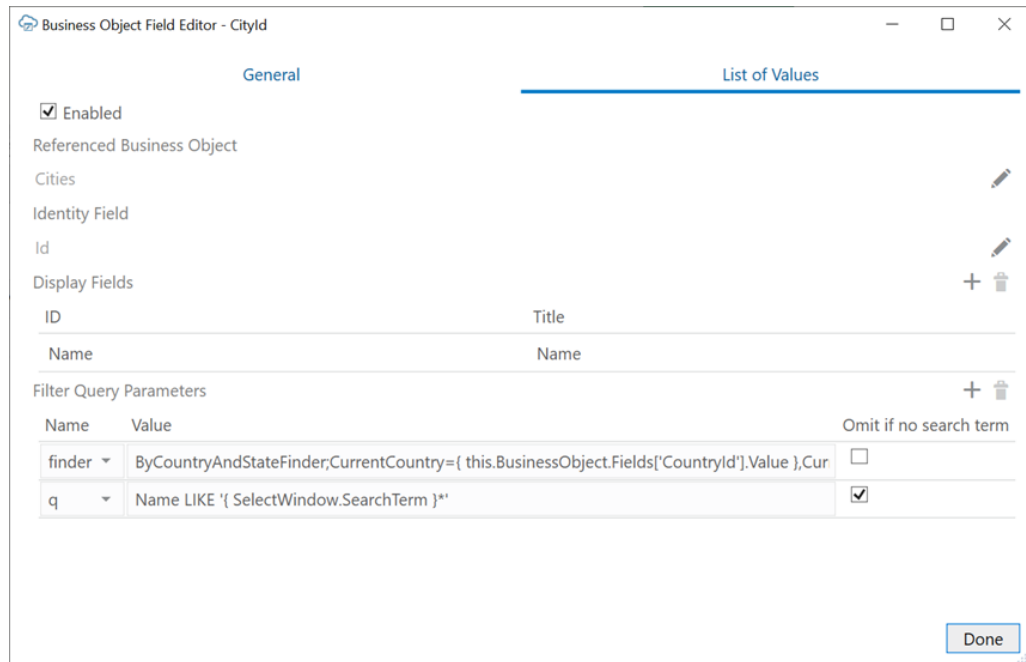 Business Object Field Editor - CityId
General List of Values
Enabled
Referenced Business Object
Cities
Identity Field
Id
Display Fields
ID Title
Name Name
Filter Query Parameters
Name Value Omit if no search term
finder ByCountryAndStateFinder;CurrentCountry={ this.BusinessObject.Fields['CountryId'].Value },Cur
q Name LIKE '{ SelectWindow.SearchTerm }*'
Done